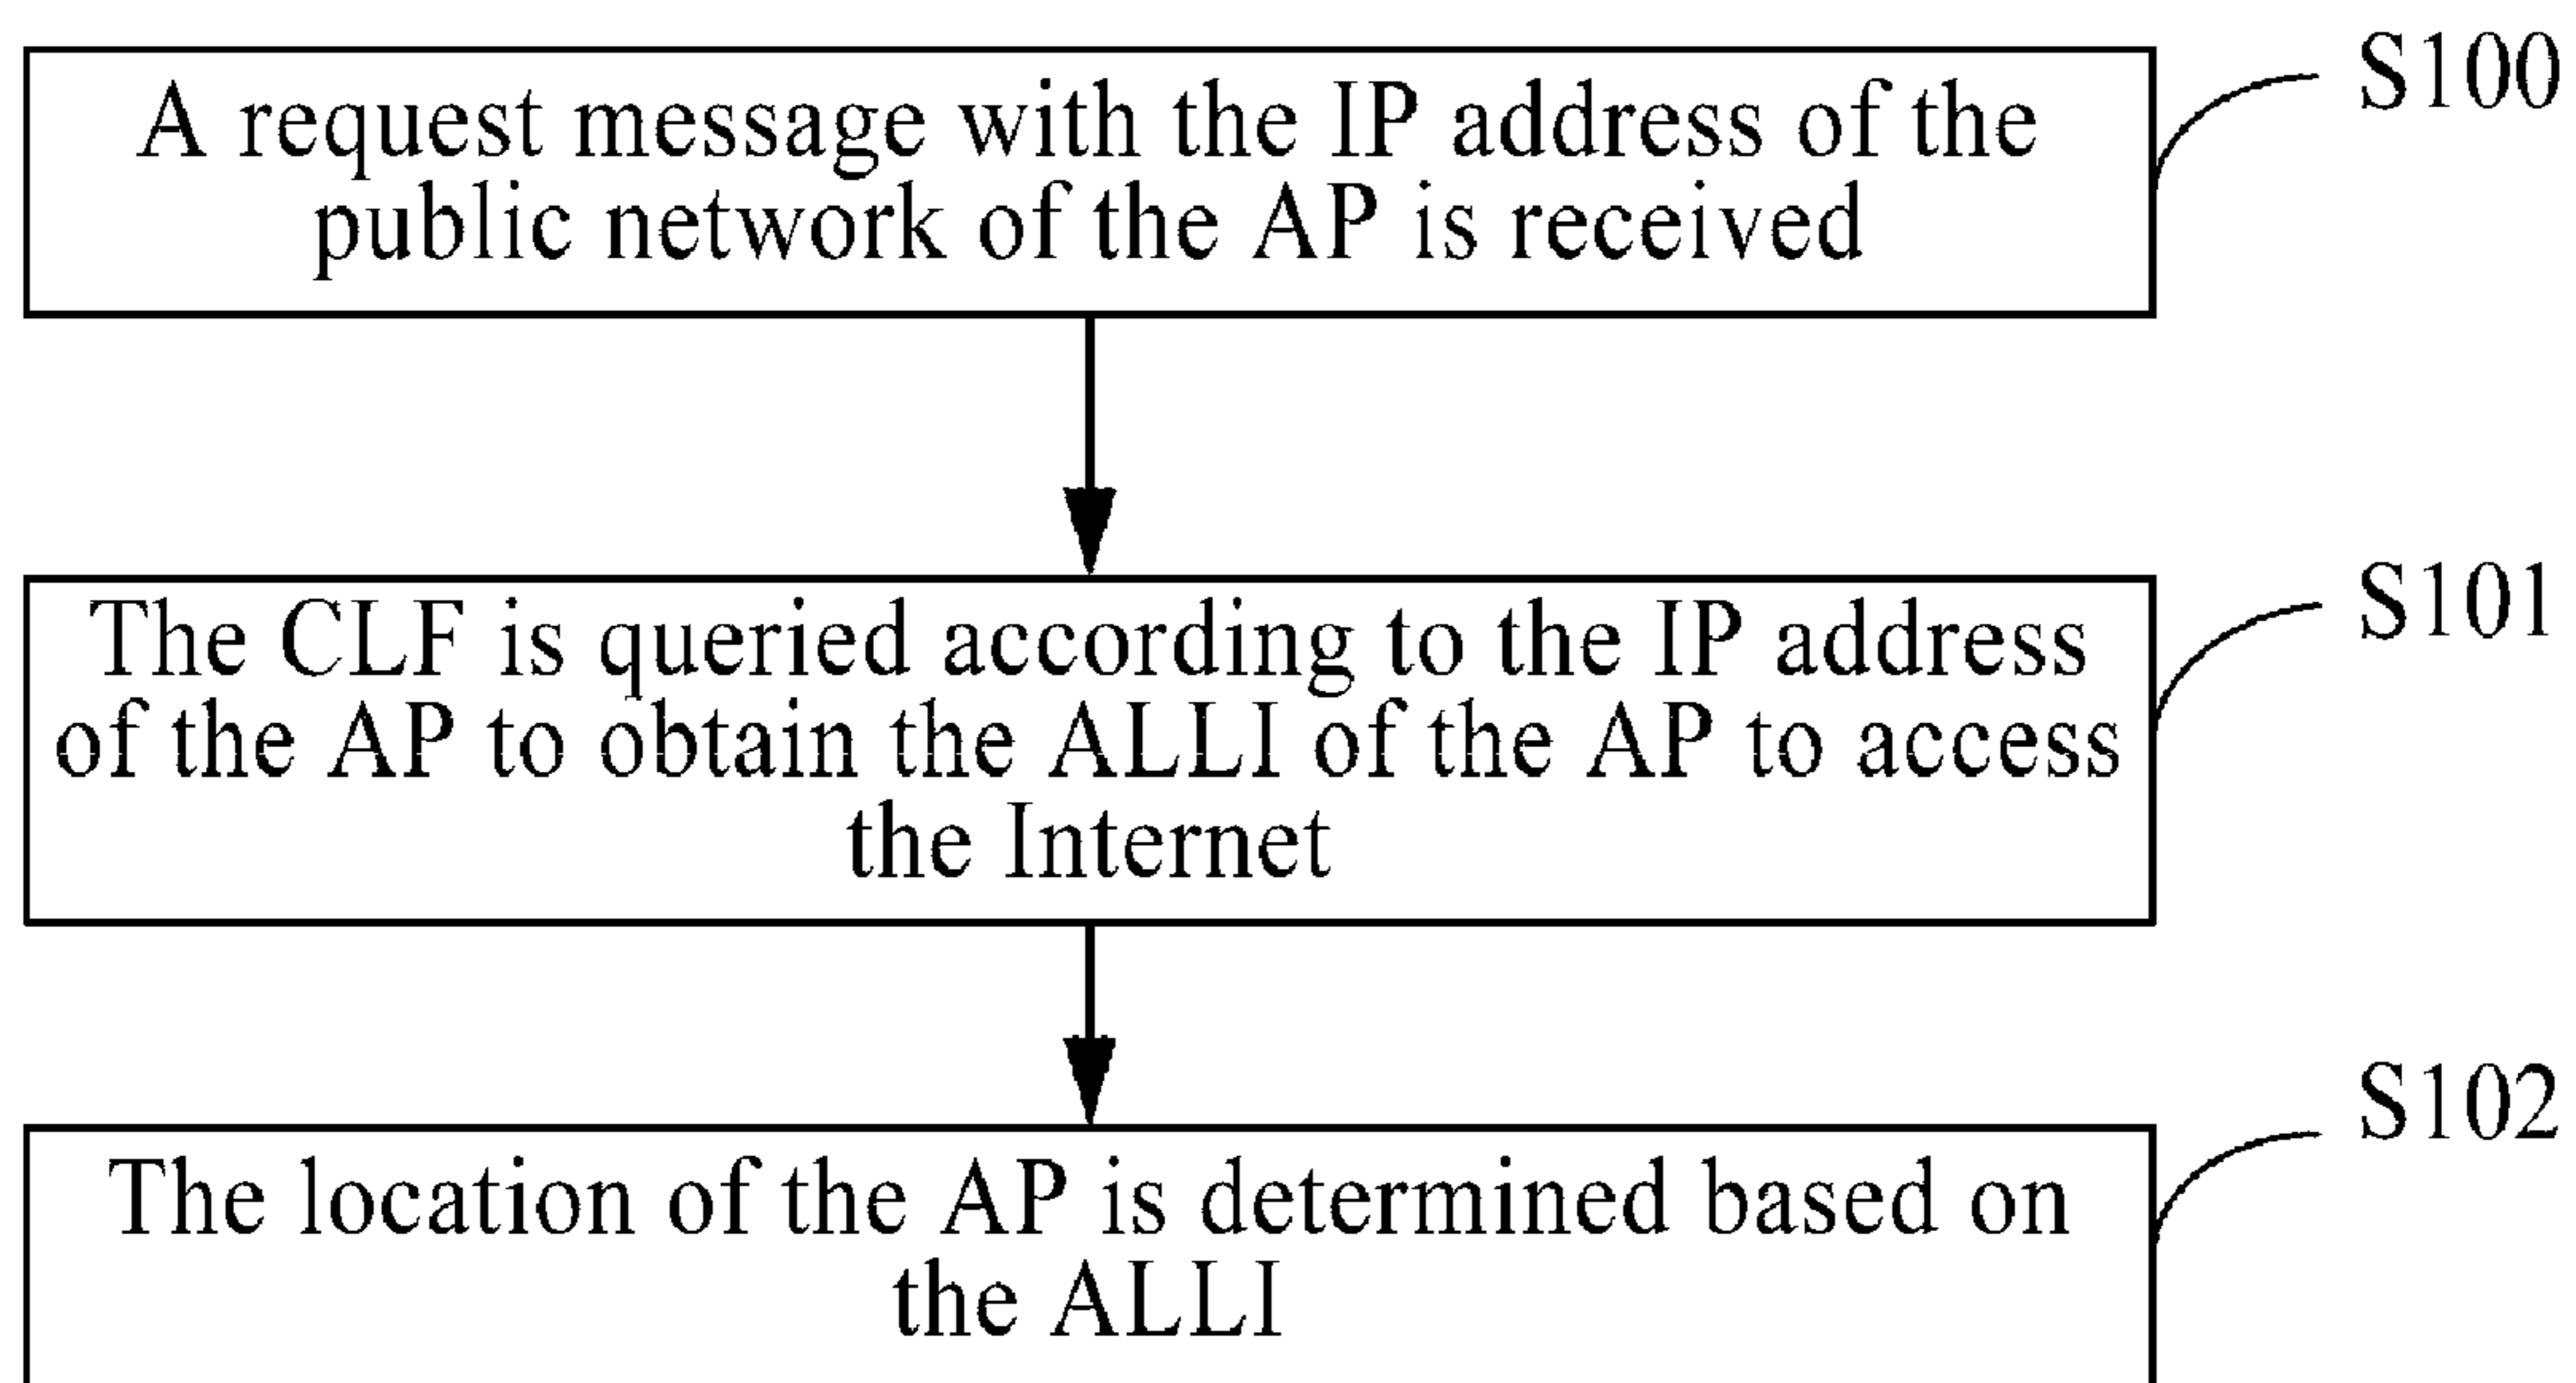 A request message with the IP address of the
public network of the AP is received
S100
The CLF is queried according to the IP address
of the AP to obtain the ALLI of the AP to access
the Internet
S101
The location of the AP is determined based on
the ALLI
S102